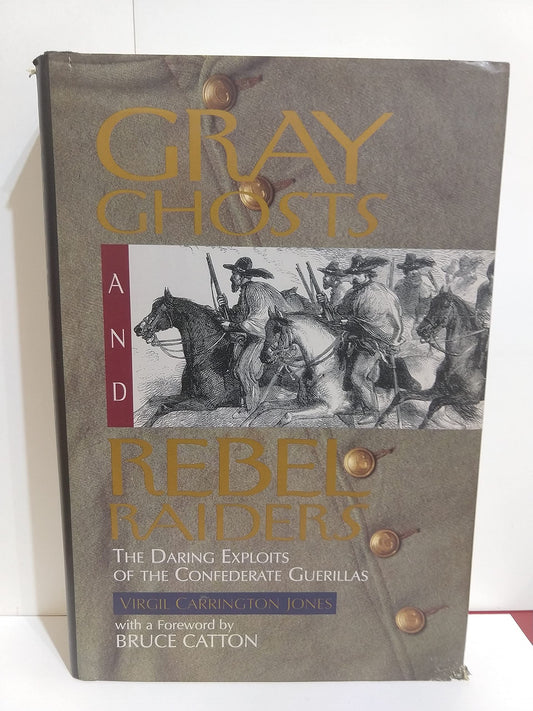 GRAY
GHOSTS
AND
REBEL
RAIDERS
THE DARING EXPLOITS
OF THE CONFEDERATE GUERILLAS
VIRGIL CARRINGTON JONES
with a Foreword by
BRUCE CATTON